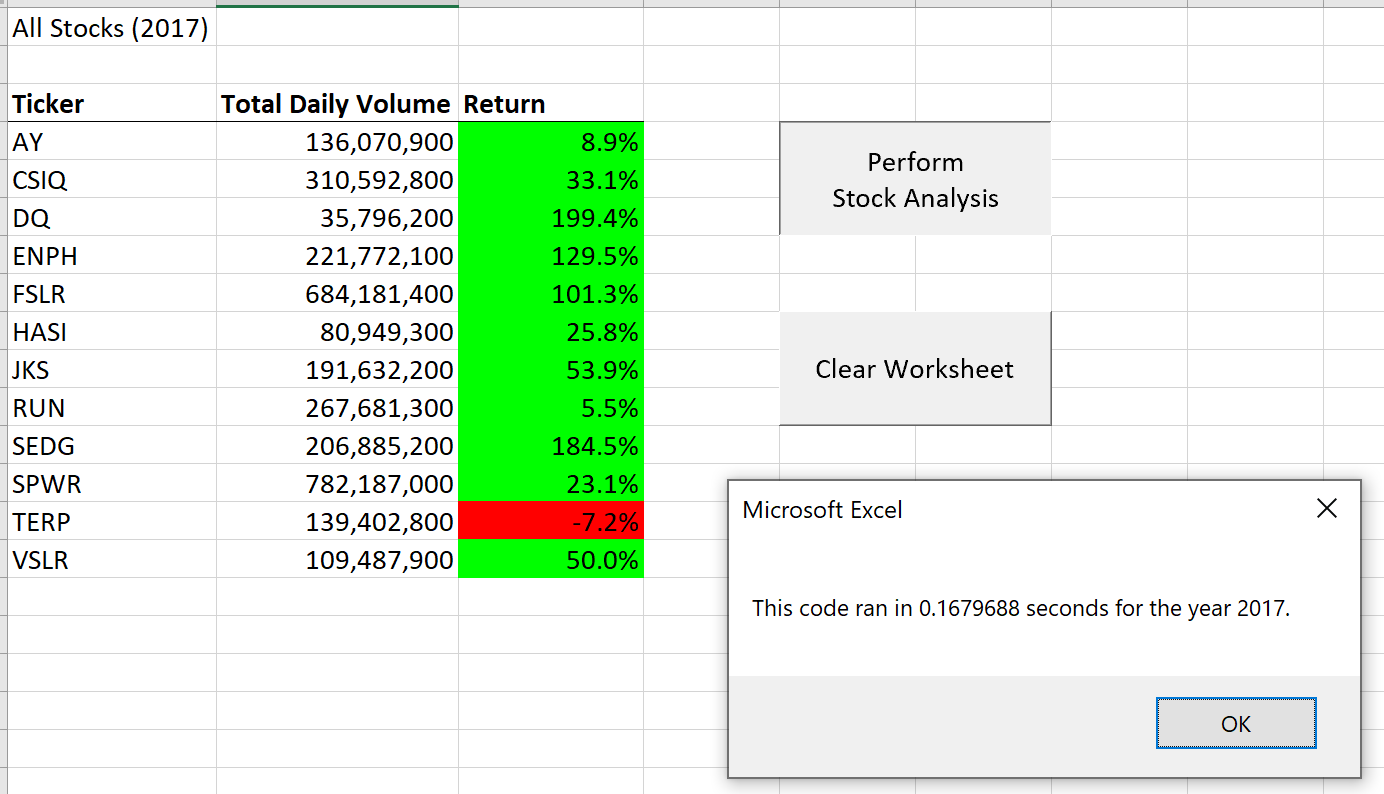 All Stocks (2017)
Ticker Total Daily Volume Return
AY 136,070,900 8.9%
CSIQ 310,592,800 33.1%
DQ 35,796,200 199.4%
ENPH 221,772,100 129.5%
FSLR 684,181,400 101.3%
HASI 80,949,300 25.8%
JKS 191,632,200 53.9%
RUN 267,681,300 5.5%
SEDG 206,885,200 184.5%
SPWR 782,187,000 23.1%
TERP 139,402,800 -7.2%
VSLR 109,487,900 50.0%
Perform
Stock Analysis
Clear Worksheet
Microsoft Excel
This code ran in 0.1679688 seconds for the year 2017.
OK